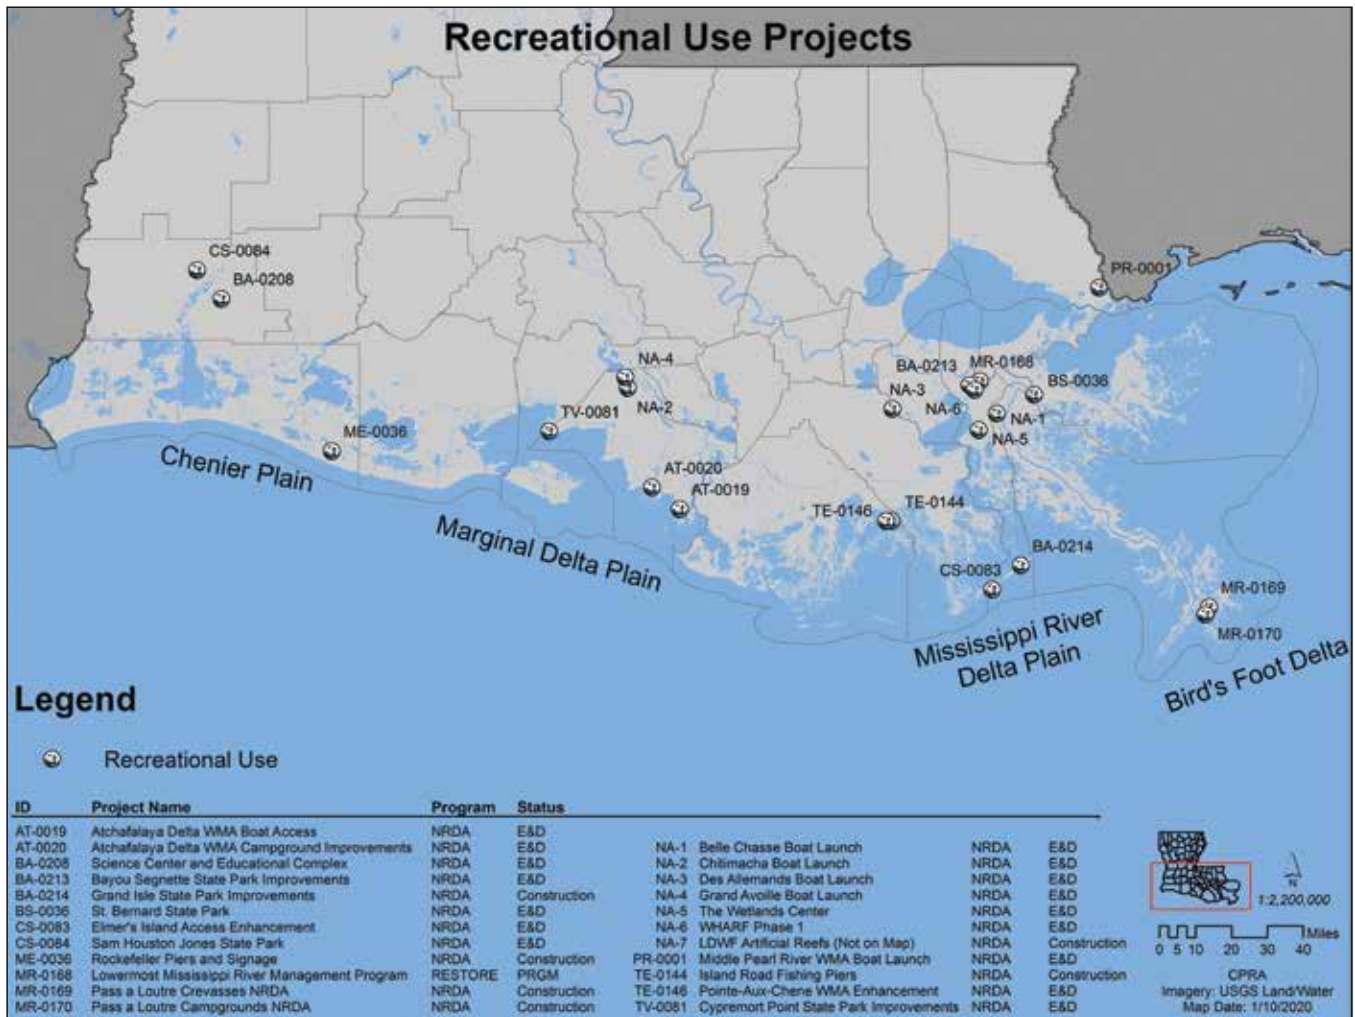 Recreational Use Projects
CS-0084
BA-0208
PR-0001
NA-4
BA-0213 MR-0168
NA-3
BS-0036
NA-2
NA-6
NA-1
TV-0081
NA-5
ME-0036
Chenier Plain
AT-0020
AT-0019
TE-0146 TE-0144
Marginal Delta Plain
BA-0214
CS-0083
MR-0169
MR-0170
Mississippi River
Delta Plain
Bird's Foot Delta
Legend
Recreational Use
ID Project Name Program Status
AT-0019 Atchafalaya Delta WMA Boat Access NRDA E&D
AT-0020 Atchafalaya Delta WMA Campground Improvements NRDA E&D
BA-0208 Science Center and Educational Complex NRDA E&D
BA-0213 Bayou Segnette State Park Improvements NRDA E&D
BA-0214 Grand Isle State Park Improvements NRDA Construction
BS-0036 St. Bernard State Park NRDA E&D
CS-0083 Elmer's Island Access Enhancement NRDA E&D
CS-0084 Sam Houston Jones State Park NRDA E&D
ME-0036 Rockefeller Piers and Signage NRDA Construction
MR-0168 Lowermost Mississippi River Management Program RESTORE PRGM
MR-0169 Pass a Loutre Crevasses NRDA NRDA Construction
MR-0170 Pass a Loutre Campgrounds NRDA NRDA Construction
NA-1 Belle Chasse Boat Launch NRDA E&D
NA-2 Chitimacha Boat Launch NRDA E&D
NA-3 Des Allemands Boat Launch NRDA E&D
NA-4 Grand Avoille Boat Launch NRDA E&D
NA-5 The Wetlands Center NRDA E&D
NA-6 WHARF Phase 1 NRDA E&D
NA-7 LDWF Artificial Reefs (Not on Map) NRDA Construction
PR-0001 Middle Pearl River WMA Boat Launch NRDA E&D
TE-0144 Island Road Fishing Piers NRDA Construction
TE-0146 Pointe-Aux-Chene WMA Enhancement NRDA E&D
TV-0081 Cypremort Point State Park Improvements NRDA E&D
N
1:2,200,000
Miles
0 5 10 20 30 40
CPRA
Imagery: USGS Land/Water
Map Date: 1/10/2020